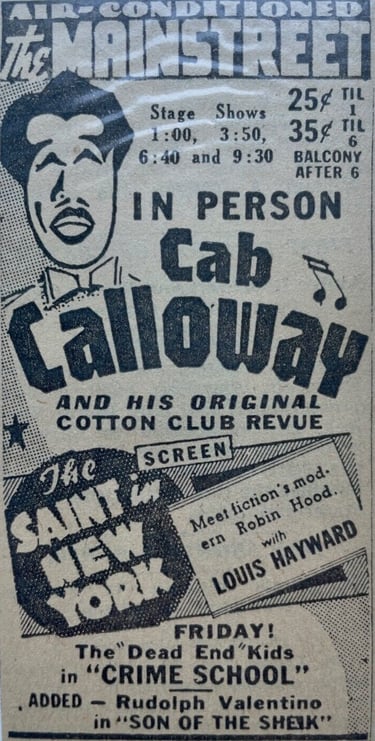 AIR-CONDITIONED
The MAINSTREET
Stage Shows
1:00, 3:50,
6:40 and 9:30
25¢ TIL 1
35¢ TIL 6
BALCONY
AFTER 6
IN PERSON
Cab
Calloway
AND HIS ORIGINAL
COTTON CLUB REVUE
SCREEN
The
SAINT in
NEW
YORK
Meet fiction's mod.
ern Robin Hood..
with
LOUIS HAYWARD
FRIDAY!
The "Dead End" Kids
in "CRIME SCHOOL"
ADDED — Rudolph Valentino
in "SON OF THE SHEIK"